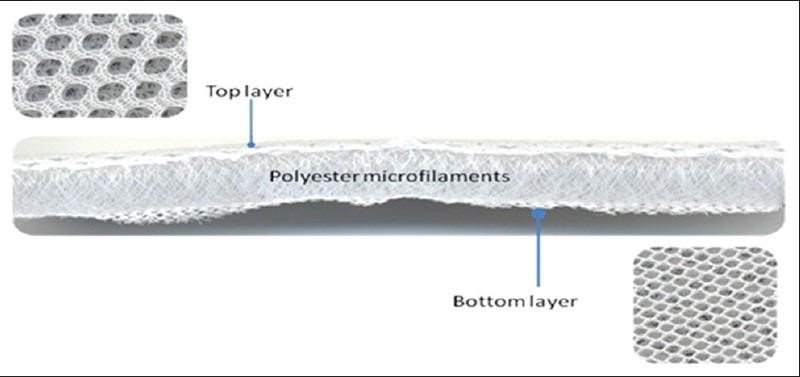 Top layer
Polyester microfilaments
Bottom layer